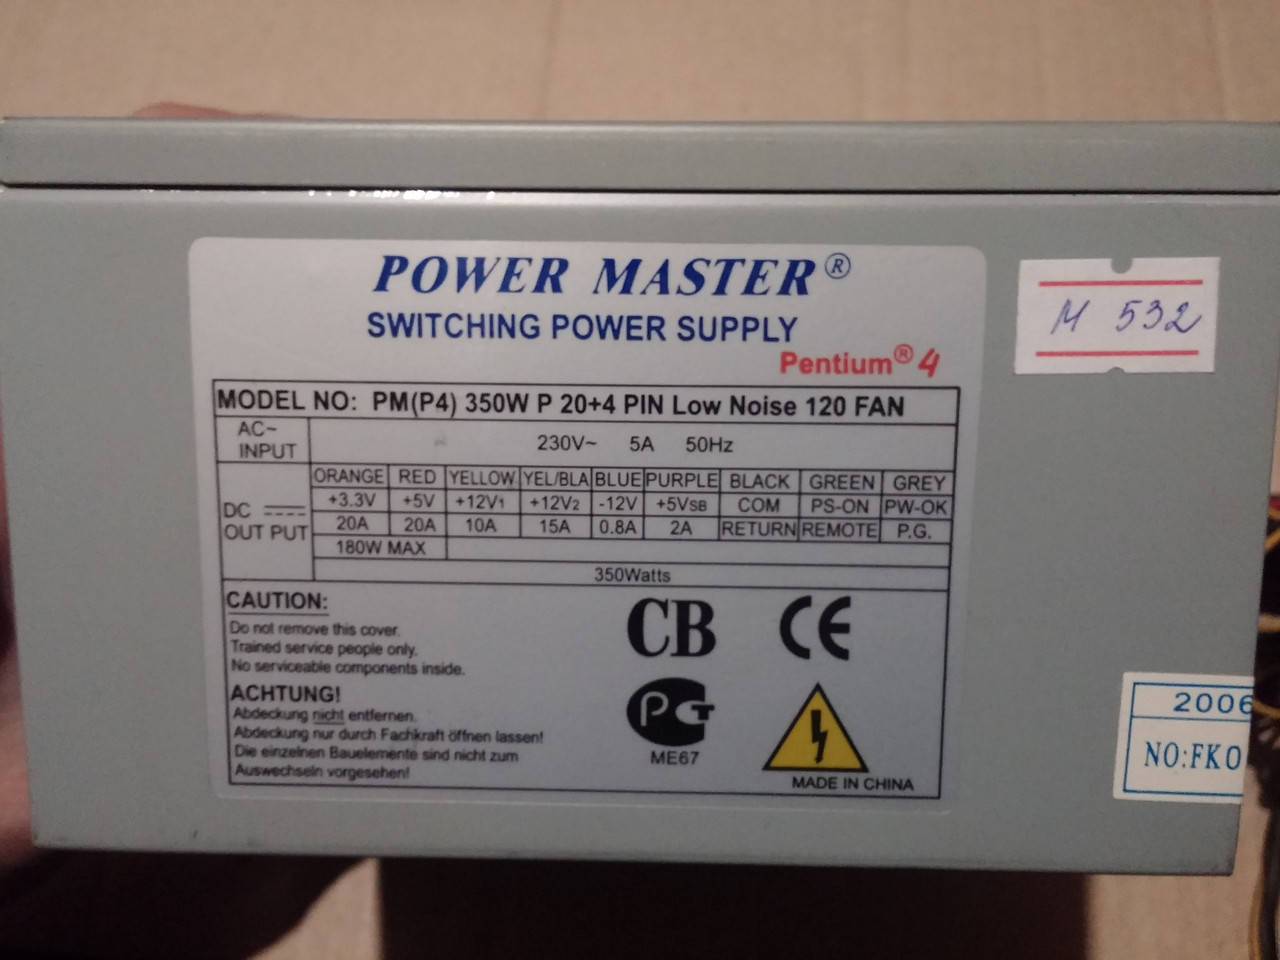 POWER MASTER®
SWITCHING POWER SUPPLY
Pentium® 4
MODEL NO: PM(P4) 350W P 20+4 PIN Low Noise 120 FAN
AC~ INPUT 230V~ 5A 50Hz
ORANGE RED YELLOW YEL/BLA BLUE PURPLE BLACK GREEN GREY
DC OUT PUT
+3.3V +5V +12V1 +12V2 -12V +5VSB COM PS-ON PW-OK
20A 20A 10A 15A 0.8A 2A RETURN REMOTE P.G.
180W MAX
350Watts
CAUTION:
Do not remove this cover.
Trained service people only.
No serviceable components inside.
ACHTUNG!
Abdeckung nicht entfernen.
Abdeckung nur durch Fachkraft öffnen lassen!
Die einzelnen Bauelemente sind nicht zum
Auswechseln vorgesehen!
CB CE
РСТ
ME67
MADE IN CHINA
М 532
2006
NO:FK0